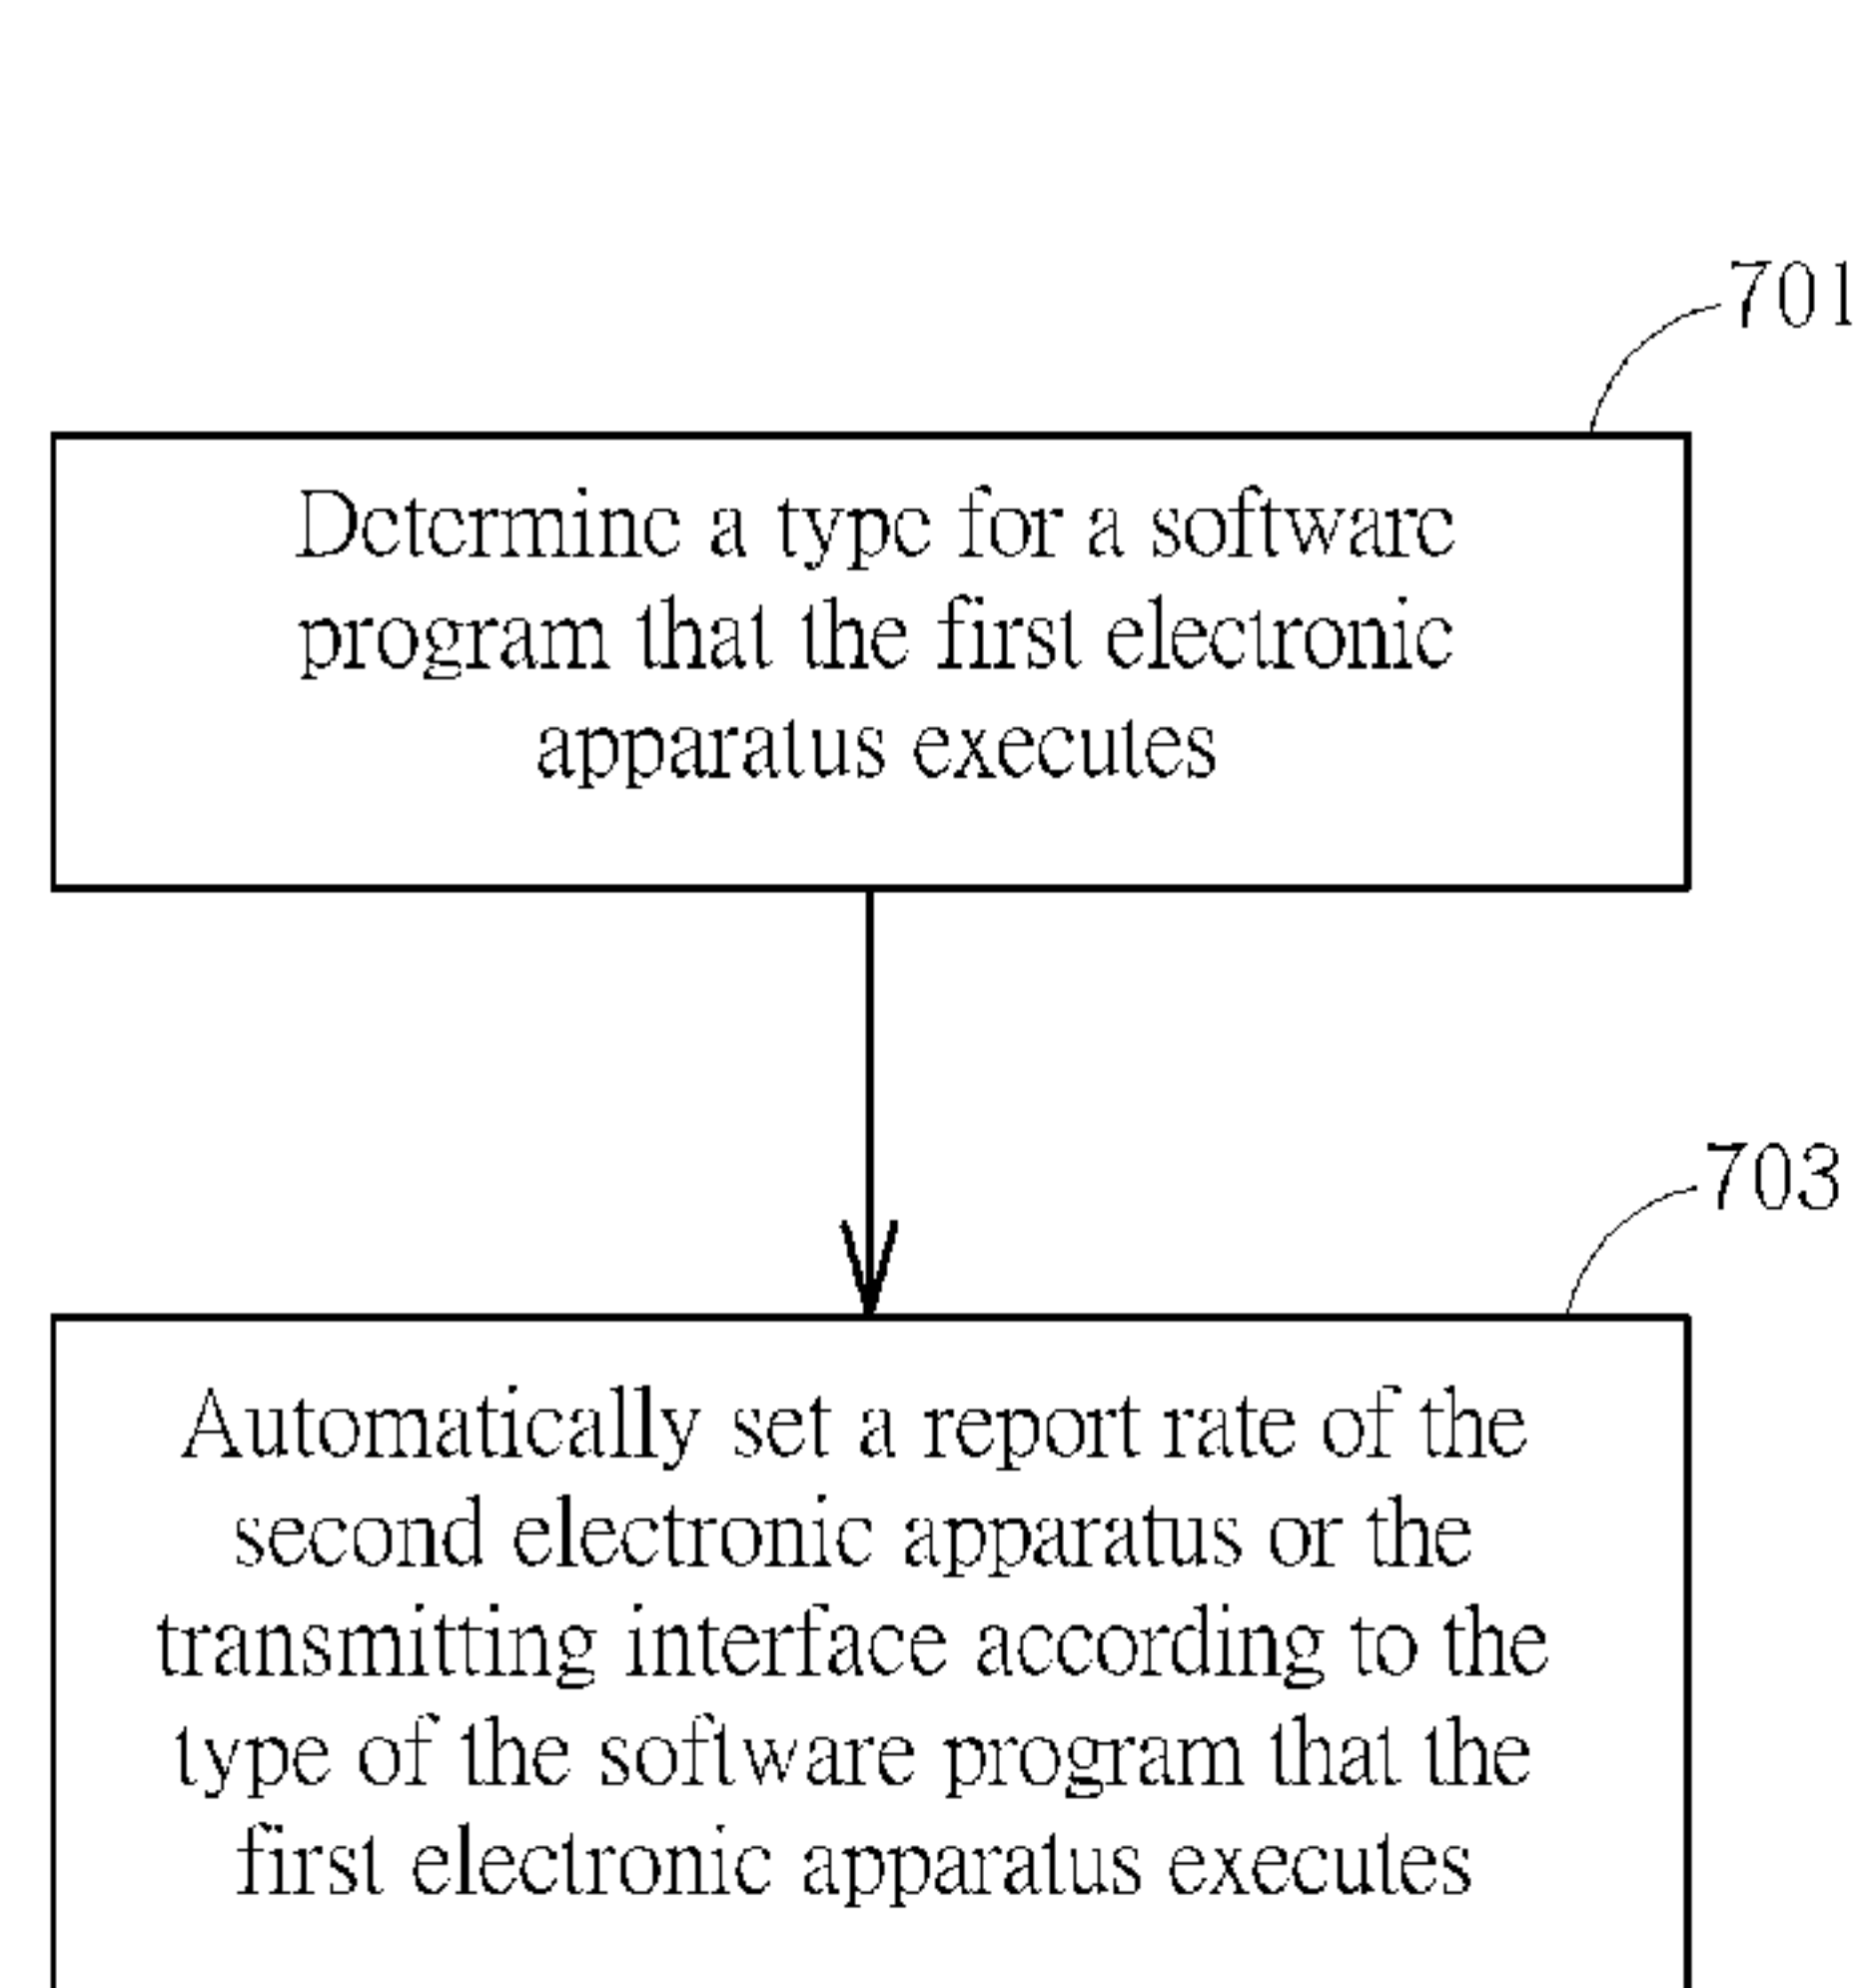 701
Determine a type for a software
program that the first electronic
apparatus executes
703
Automatically set a report rate of the
second electronic apparatus or the
transmitting interface according to the
type of the software program that the
first electronic apparatus executes